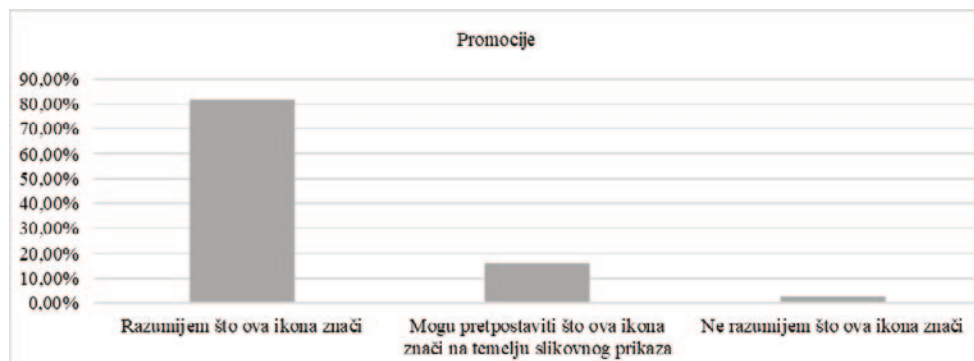 Promocije
90,00%
80,00%
70,00%
60,00%
50,00%
40,00%
30,00%
20,00%
10,00%
0,00%
Razumijem što ova ikona znači
Mogu pretpostaviti što ova ikona
znači na temelju slikovnog prikaza
Ne razumijem što ova ikona znači